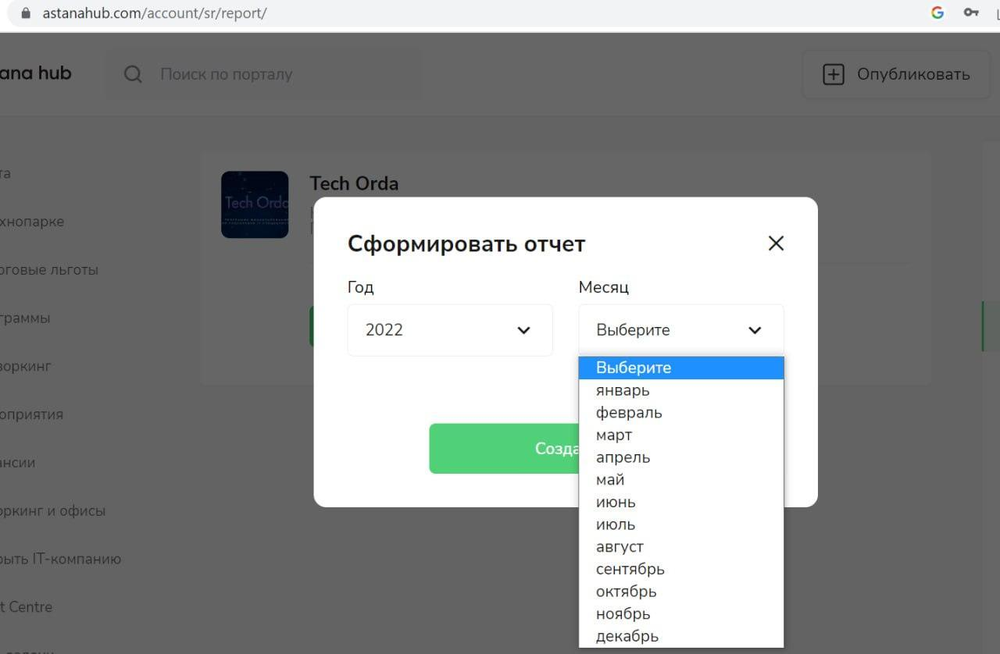 astanahub.com/account/sr/report/
ana hub
Поиск по порталу
Опубликовать
та
Tech Orda
Tech Orda
хнопарке
Сформировать отчет
Год
Месяц
оговые льготы
2022
Выберите
граммы
Выберите
январь
февраль
март
апрель
май
июнь
июль
август
сентябрь
октябрь
ноябрь
декабрь
Созда
воркинг
оприятия
нсии
оркинг и офисы
рыть IT-компанию
t Centre